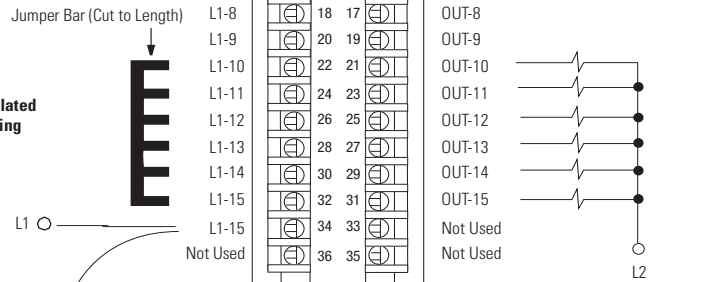 Jumper Bar (Cut to Length) L1-8 18 17 OUT-8
L1-9 20 19 OUT-9
L1-10 22 21 OUT-10
L1-11 24 23 OUT-11
lated
L1-12 26 25 OUT-12
ing
L1-13 28 27 OUT-13
L1-14 30 29 OUT-14
L1-15 32 31 OUT-15
L1 L1-15 34 33 Not Used
Not Used 36 35 Not Used
L2